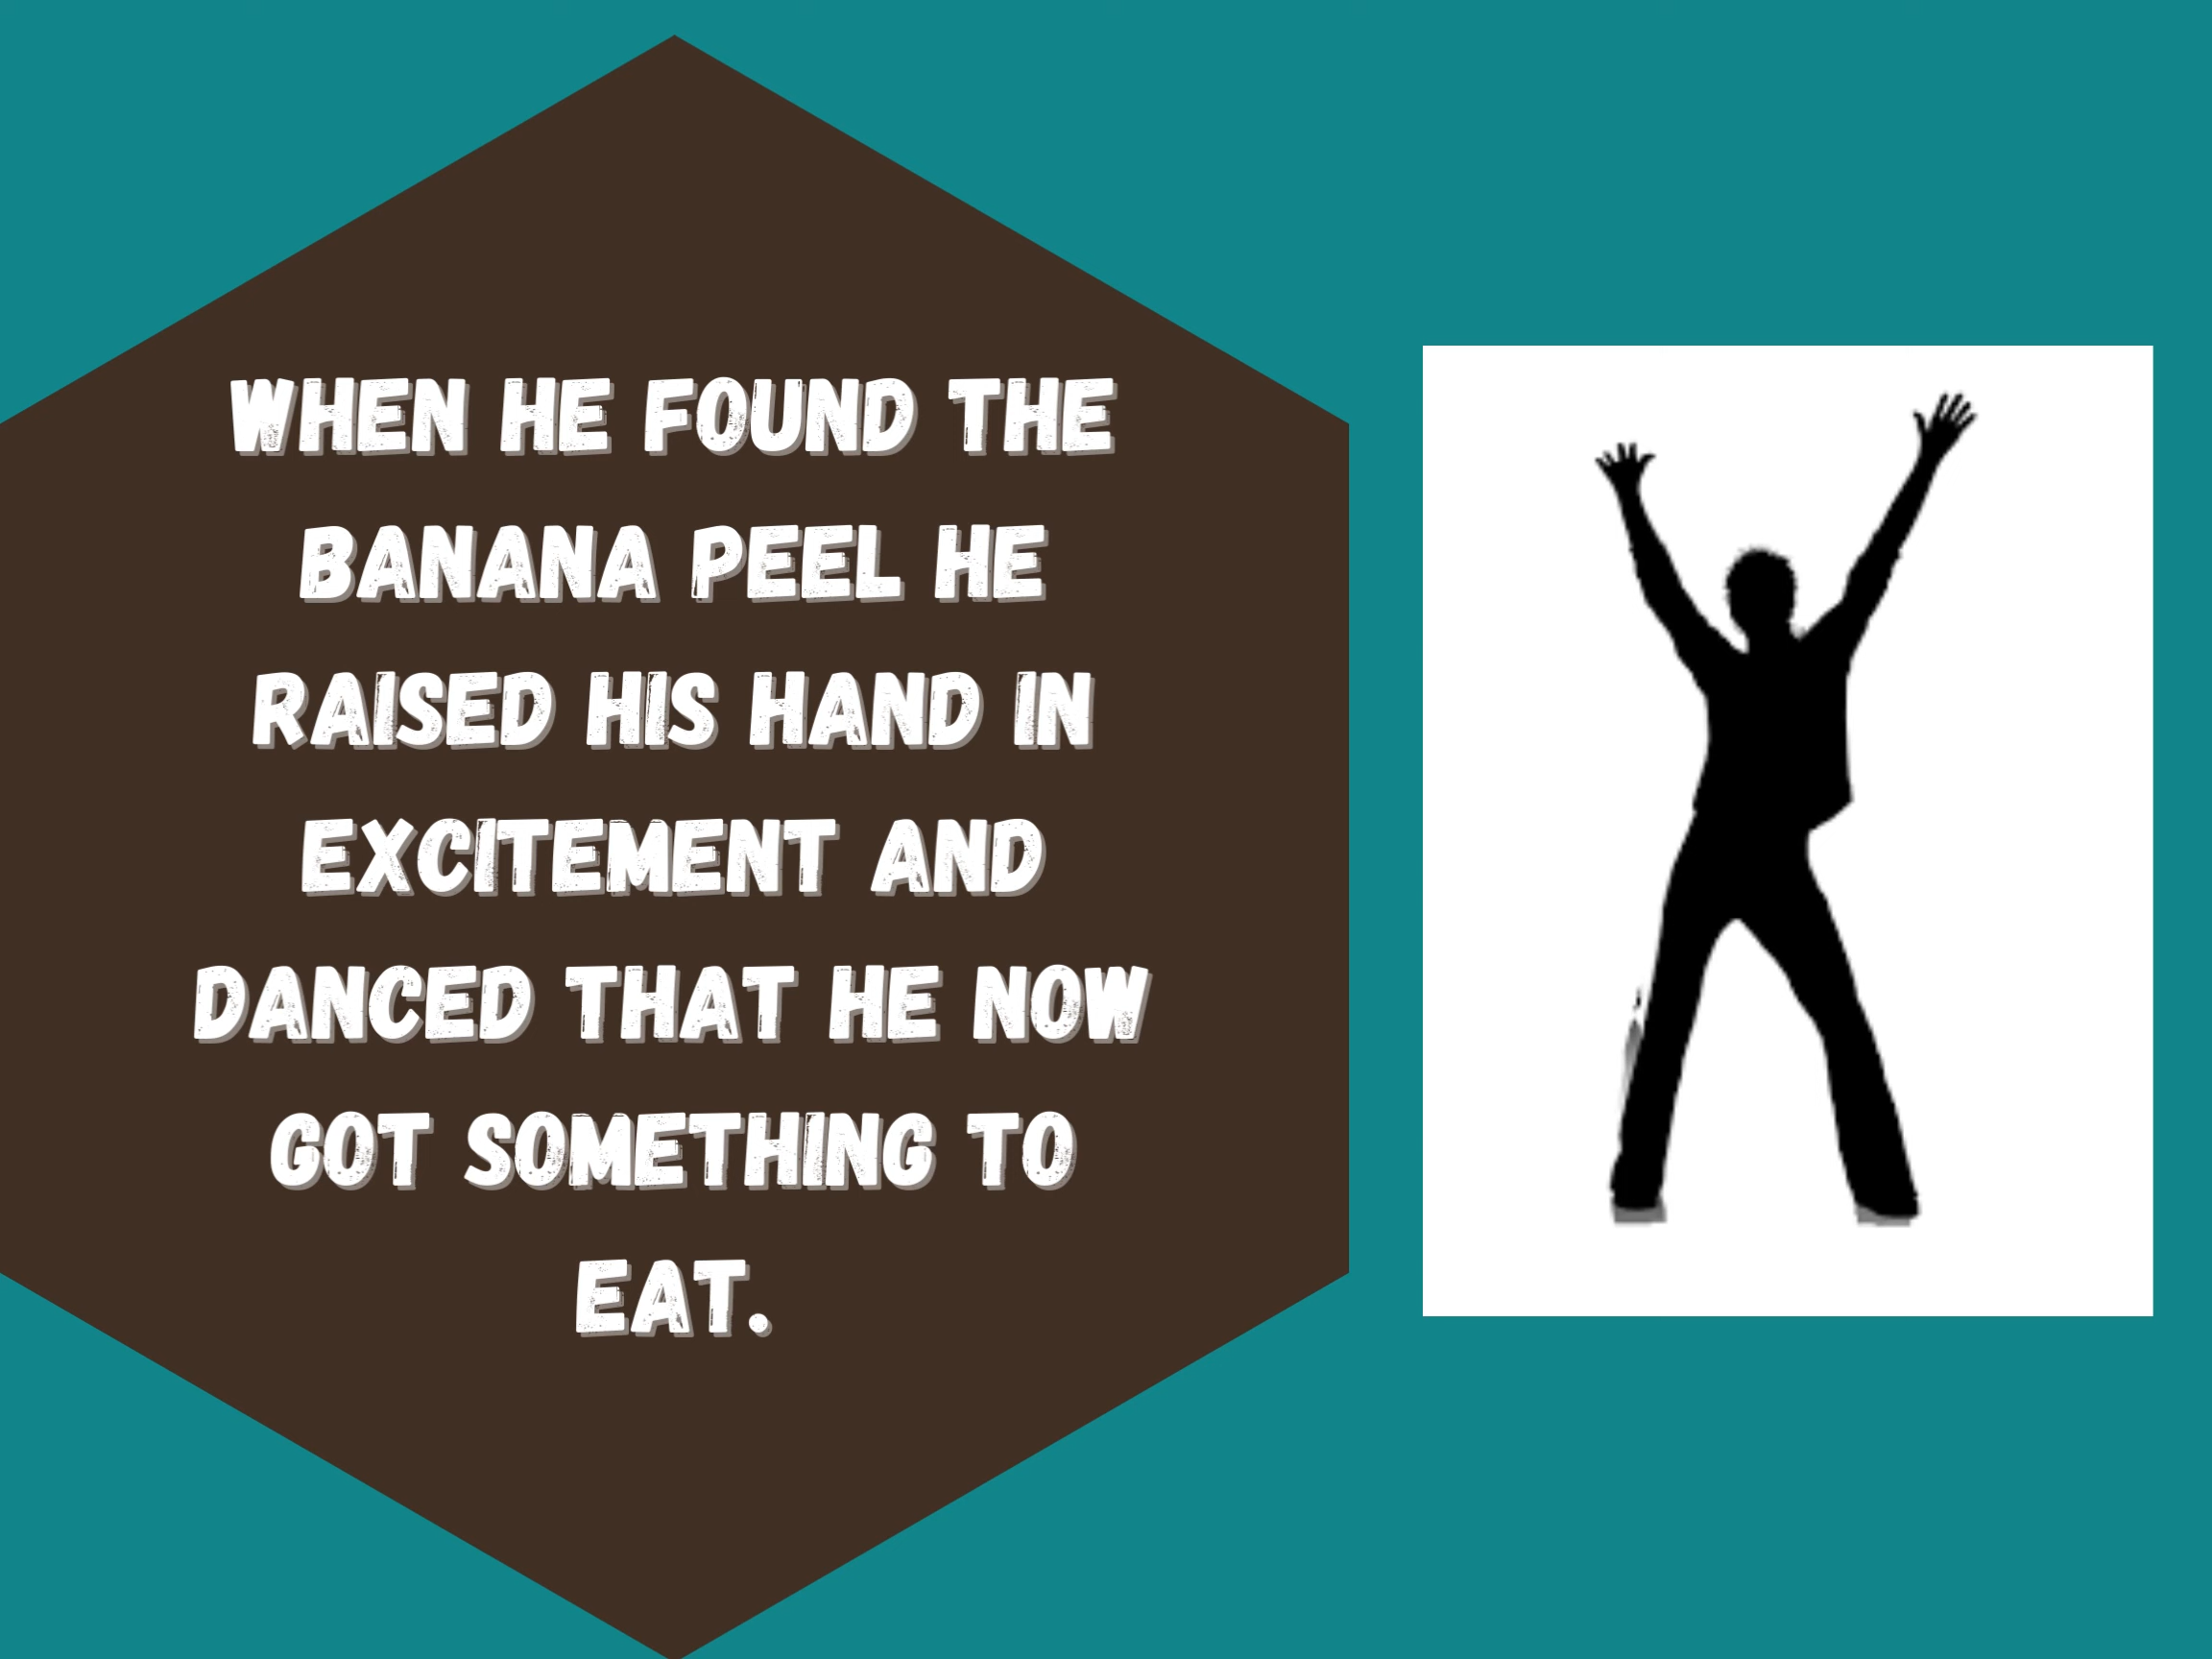 WHEN HE FOUND THE
BANANA PEEL HE
RAISED HIS HAND IN
EXCITEMENT AND
DANCED THAT HE NOW
GOT SOMETHING TO
EAT.